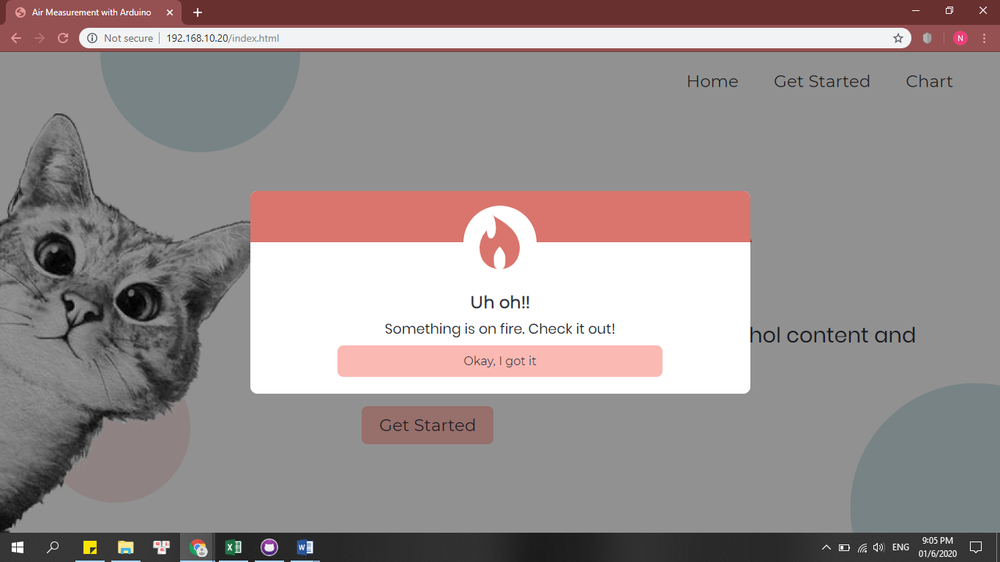 Air Measurement with Arduino
Not secure
192.168.10.20/index.html
N
Home
Get Started
Chart
Uh oh!!
Something is on fire. Check it out!
hol content and
Okay, I got it
Get Started
ENG
9:05 PM
01/6/2020